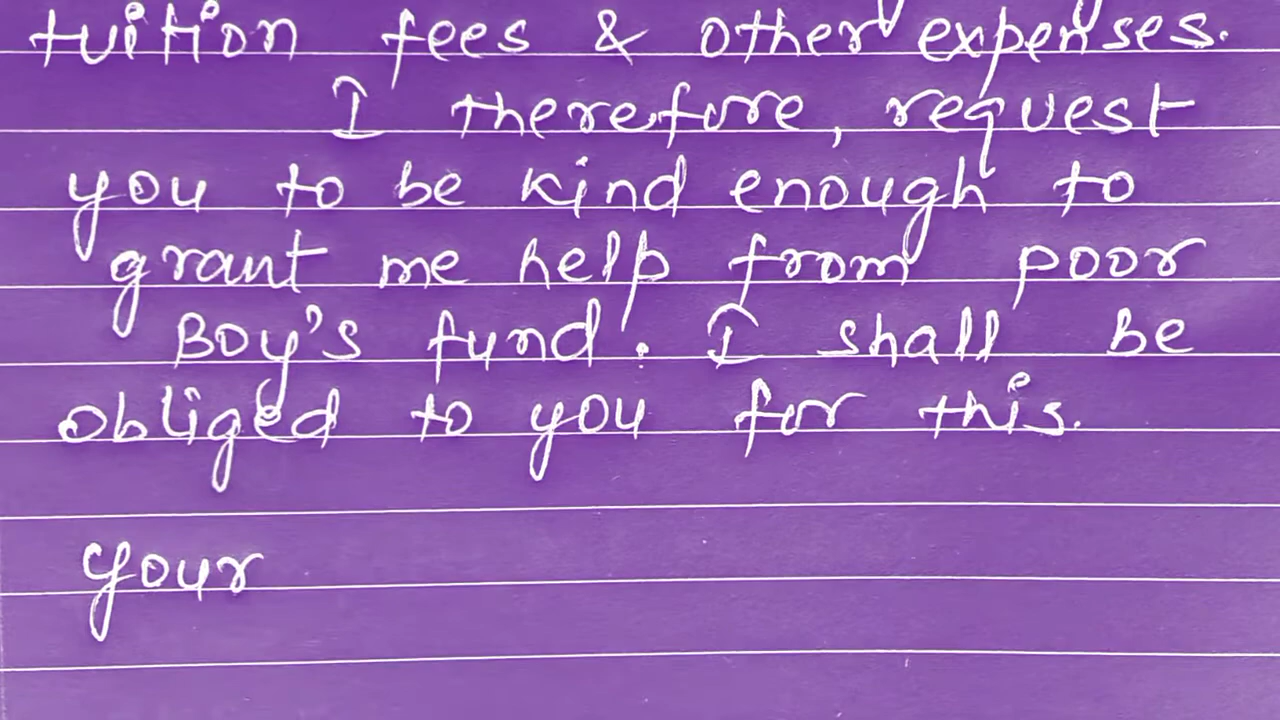 tuition fees & other expenses.
I therefore, request
you to be kind enough to
grant me help from poor
Boy's fund. I shall be
obliged to you for this.
your